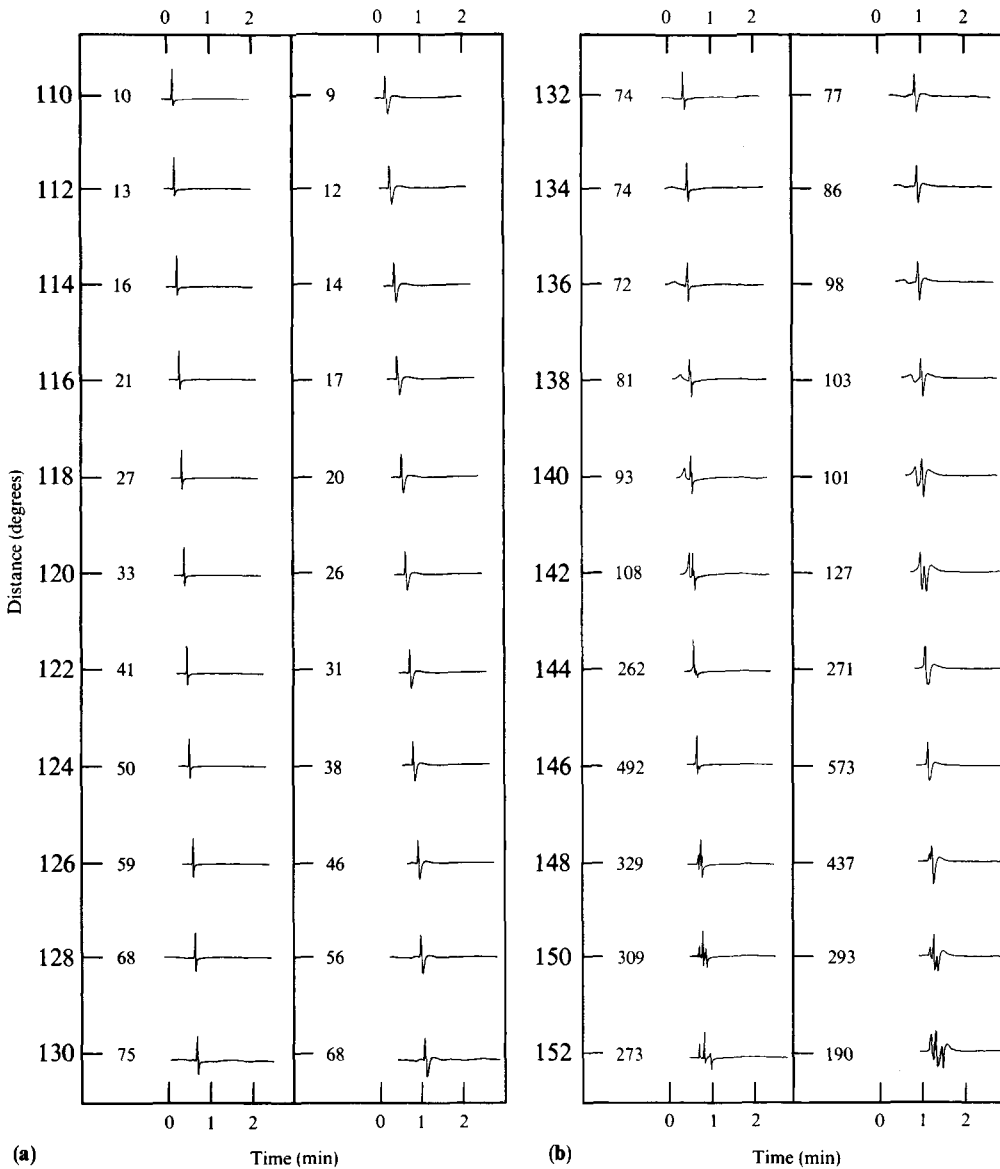 0 1 2 0 1 2 0 1 2 0 1 2
110 10 9 132 74 77
112 13 12 134 74 86
114 16 14 136 72 98
116 21 17 138 81 103
118 27 20 140 93 101
120 33 26 142 108 127
122 41 31 144 262 271
124 50 38 146 492 573
126 59 46 148 329 437
128 68 56 150 309 293
130 75 68 152 273 190
Distance (degrees)
0 1 2 0 1 2 0 1 2 0 1 2
(a) Time (min) (b) Time (min)